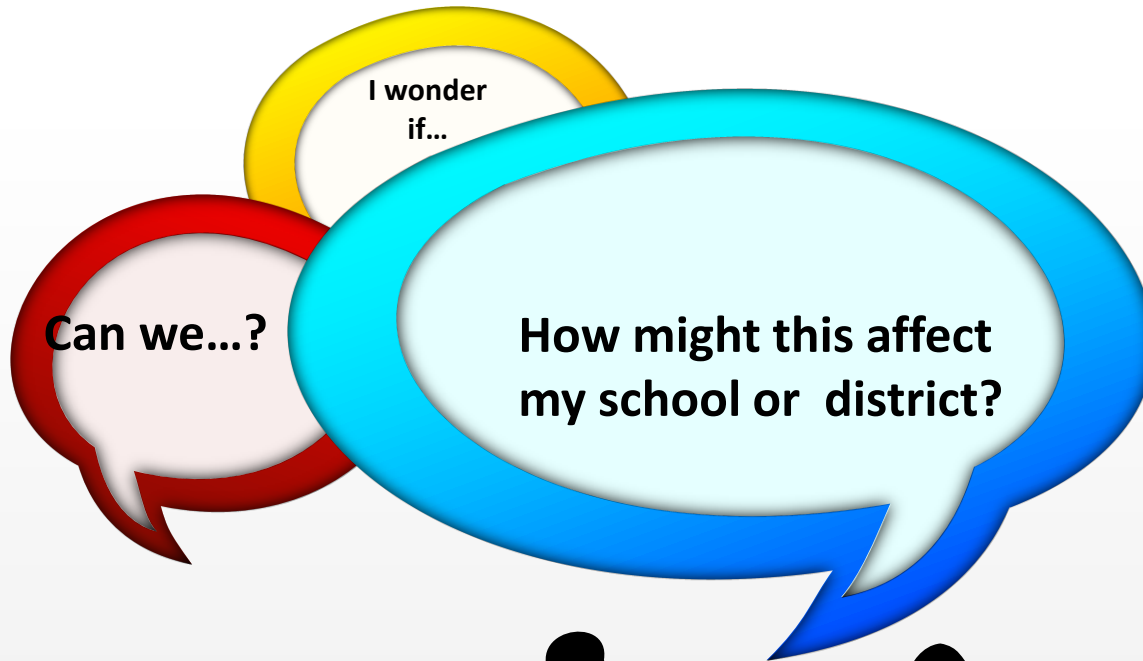 I wonder
if…
Can we…?
How might this affect
my school or  district?